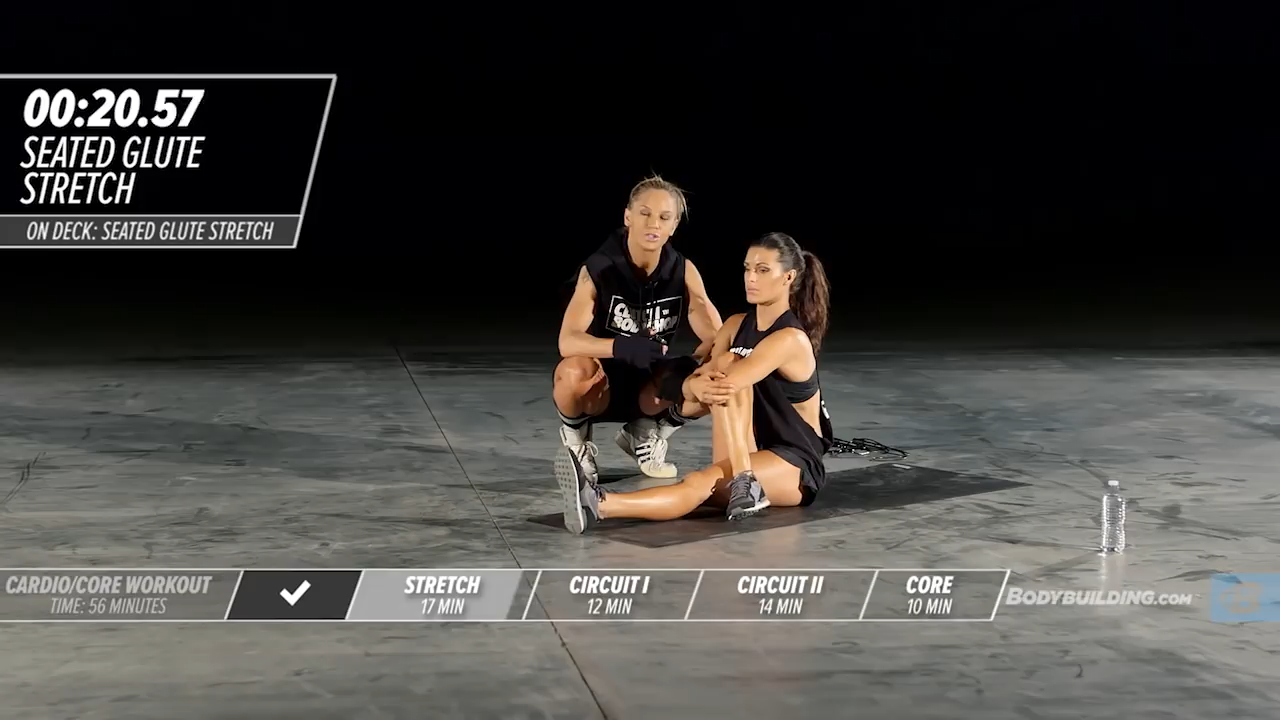 00:20.57
SEATED GLUTE
STRETCH
ON DECK: SEATED GLUTE STRETCH
CARDIO/CORE WORKOUT
TIME: 56 MINUTES
STRETCH
17 MIN
CIRCUIT I
12 MIN
CIRCUIT II
14 MIN
CORE
10 MIN
BODYBUILDING.COM